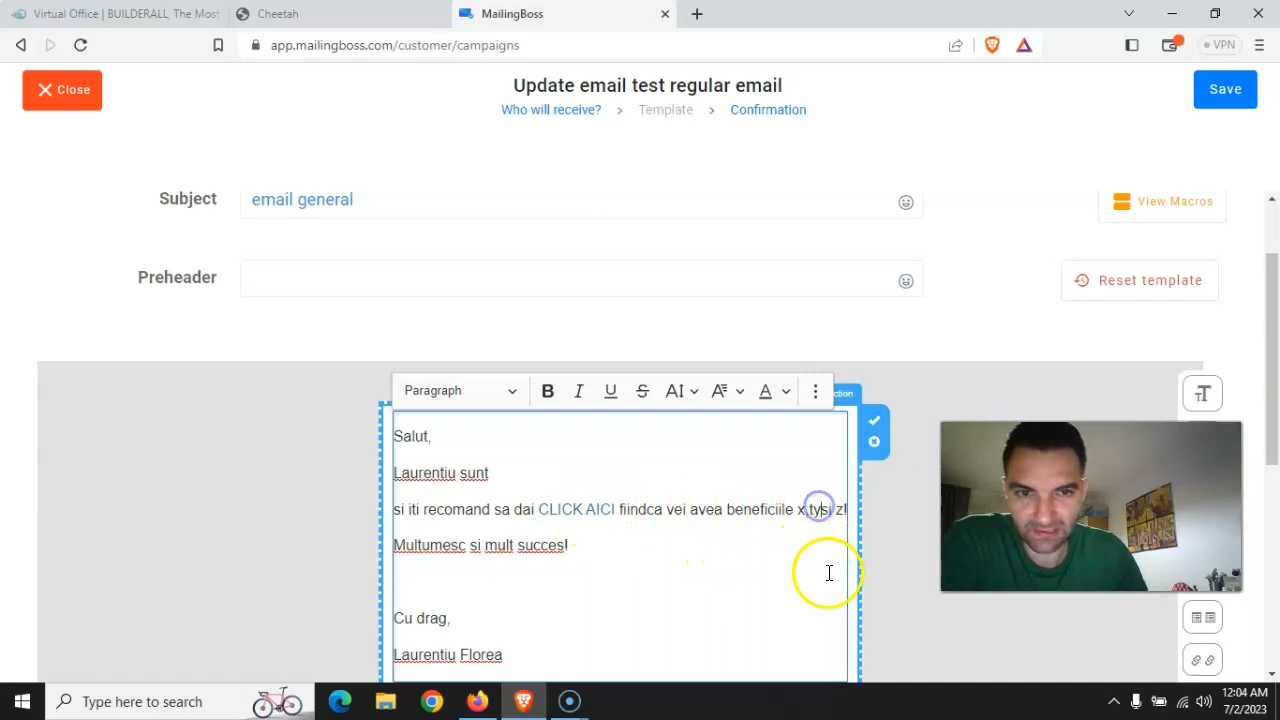 Virtual Office | BUILDERALL, The Most
Cheetah
MailingBoss
app.mailingboss.com/customer/campaigns
VPN
Close
Update email test regular email
Save
Who will receive? > Template > Confirmation
Subject
email general
View Macros
Preheader
Reset template
Paragraph
B I U S A A A
ction
Salut,
Laurentiu sunt
si iti recomand sa dai CLICK AICI fiindca vei avea beneficiile x,tysi z!
Multumesc si mult succes!
Cu drag,
Laurentiu Florea
Type here to search
12:04 AM
7/2/2023